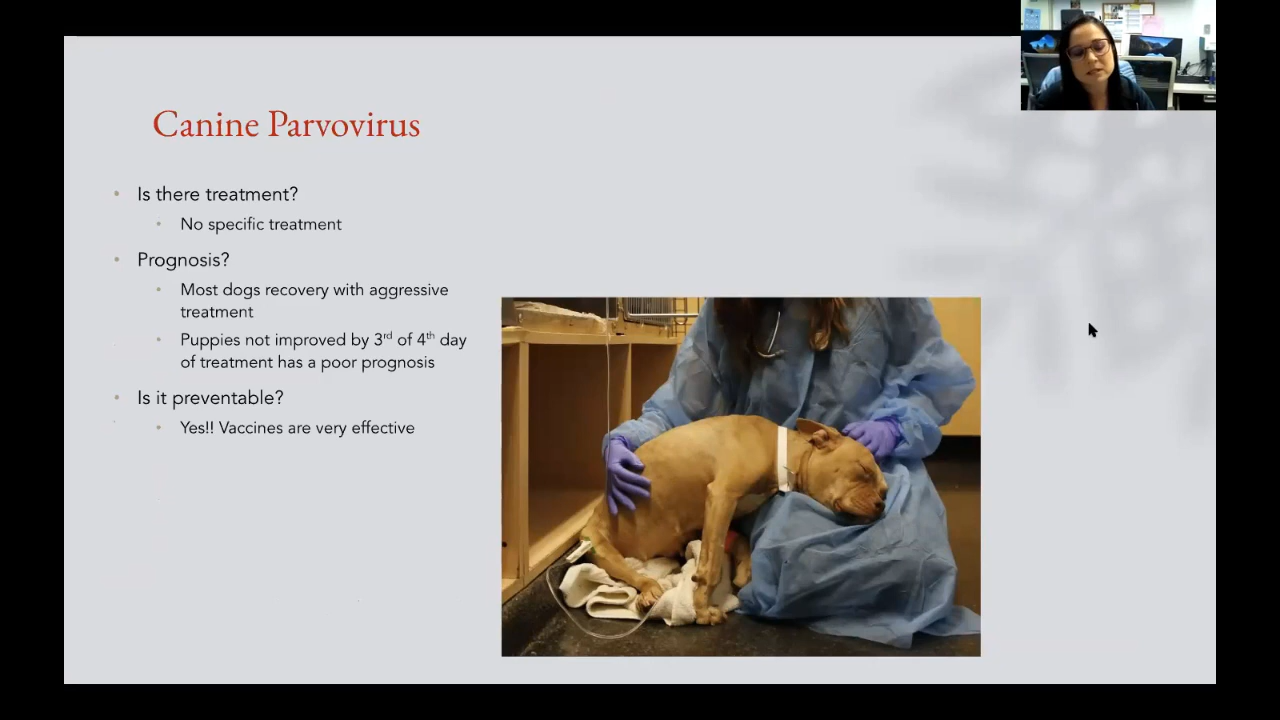 Canine Parvovirus
• Is there treatment?
• No specific treatment
• Prognosis?
• Most dogs recovery with aggressive
treatment
• Puppies not improved by 3rd of 4th day
of treatment has a poor prognosis
• Is it preventable?
• Yes!! Vaccines are very effective